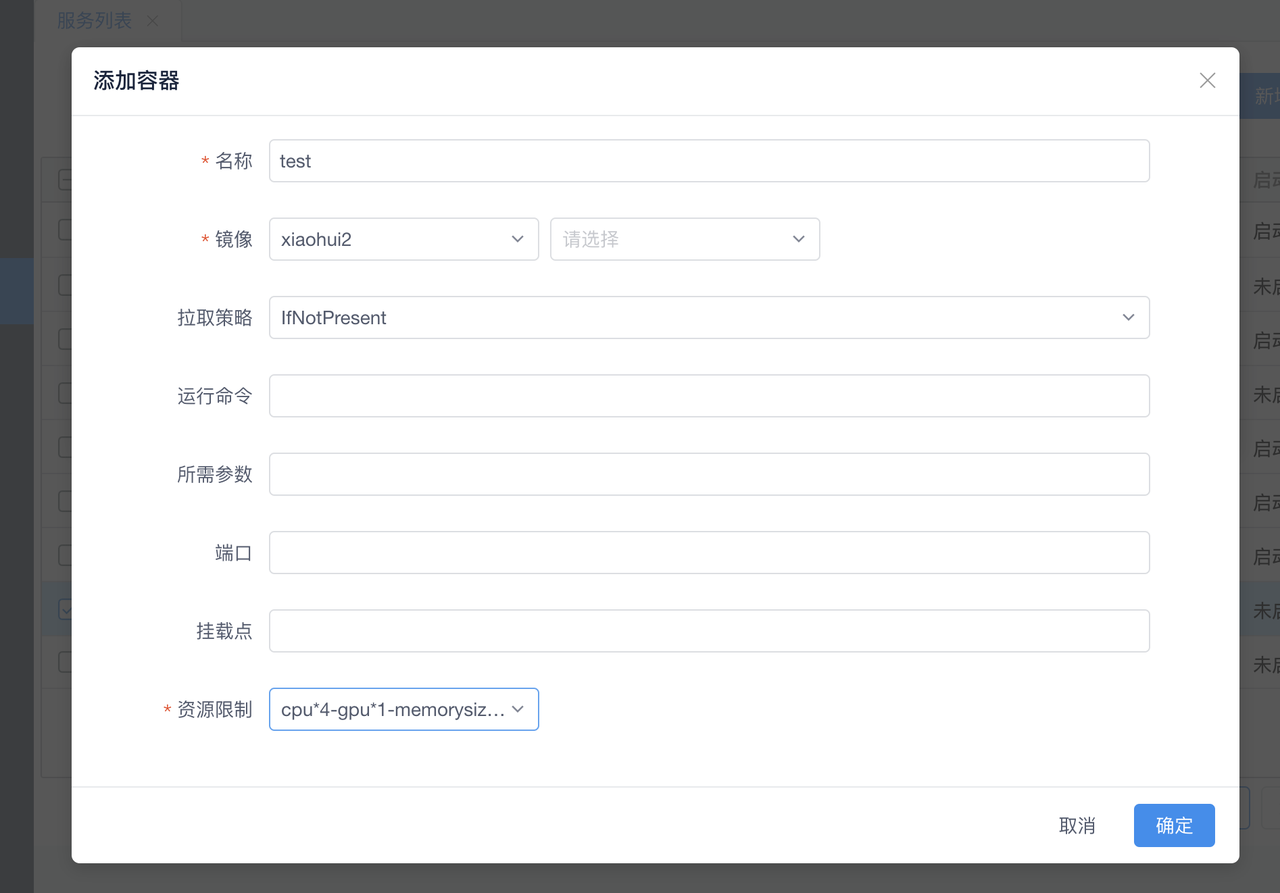 服务列表
添加容器
* 名称 test
* 镜像 xiaohui2 请选择
拉取策略 IfNotPresent
运行命令
所需参数
端口
挂载点
* 资源限制 cpu*4-gpu*1-memorysiz...
取消 确定
启动
启动
未启
启动
未启
启动
启动
启动
未启
未启